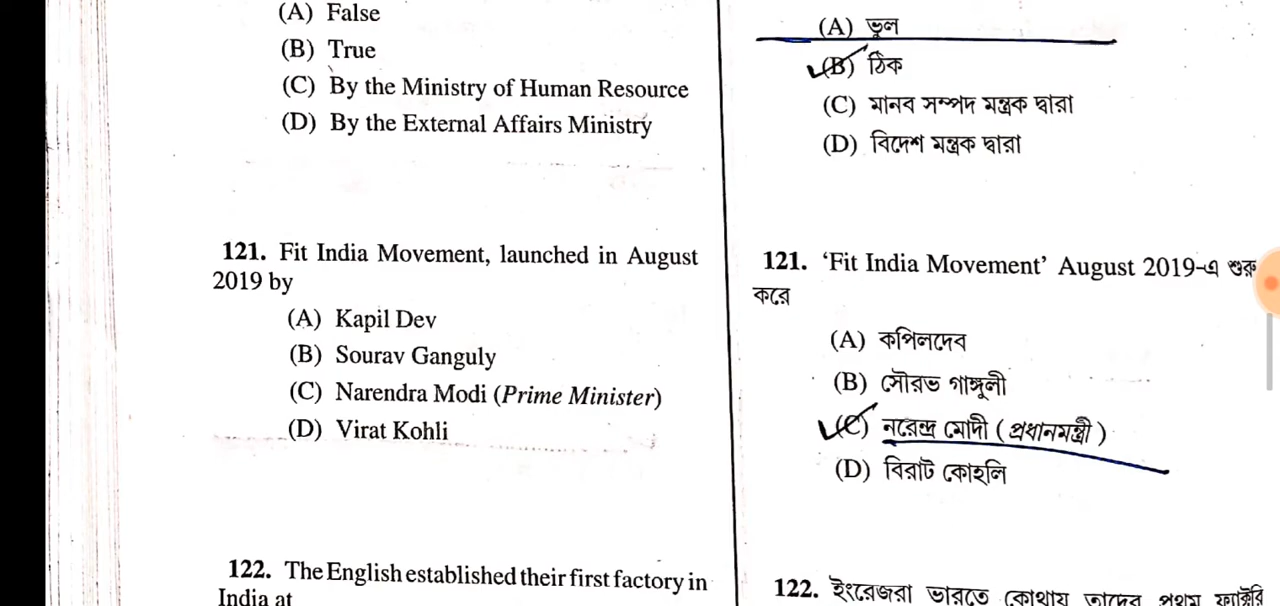 (A) False
(B) True
(C) By the Ministry of Human Resource
(D) By the External Affairs Ministry
121. Fit India Movement, launched in August
2019 by
(A) Kapil Dev
(B) Sourav Ganguly
(C) Narendra Modi (Prime Minister)
(D) Virat Kohli
122. The English established their first factory in
India at
(A) ভুল
(B) ঠিক
(C) মানব সম্পদ মন্ত্রক দ্বারা
(D) বিদেশ মন্ত্রক দ্বারা
121. ‘Fit India Movement’ August 2019-এ শুরু
করে
(A) কপিলদেব
(B) সৌরভ গাঙ্গুলী
(C) নরেন্দ্র মোদী (প্রধানমন্ত্রী)
(D) বিরাট কোহলি
122. ইংরেজরা ভারতে কোথায় তাদের প্রথম ফ্যাক্টরি